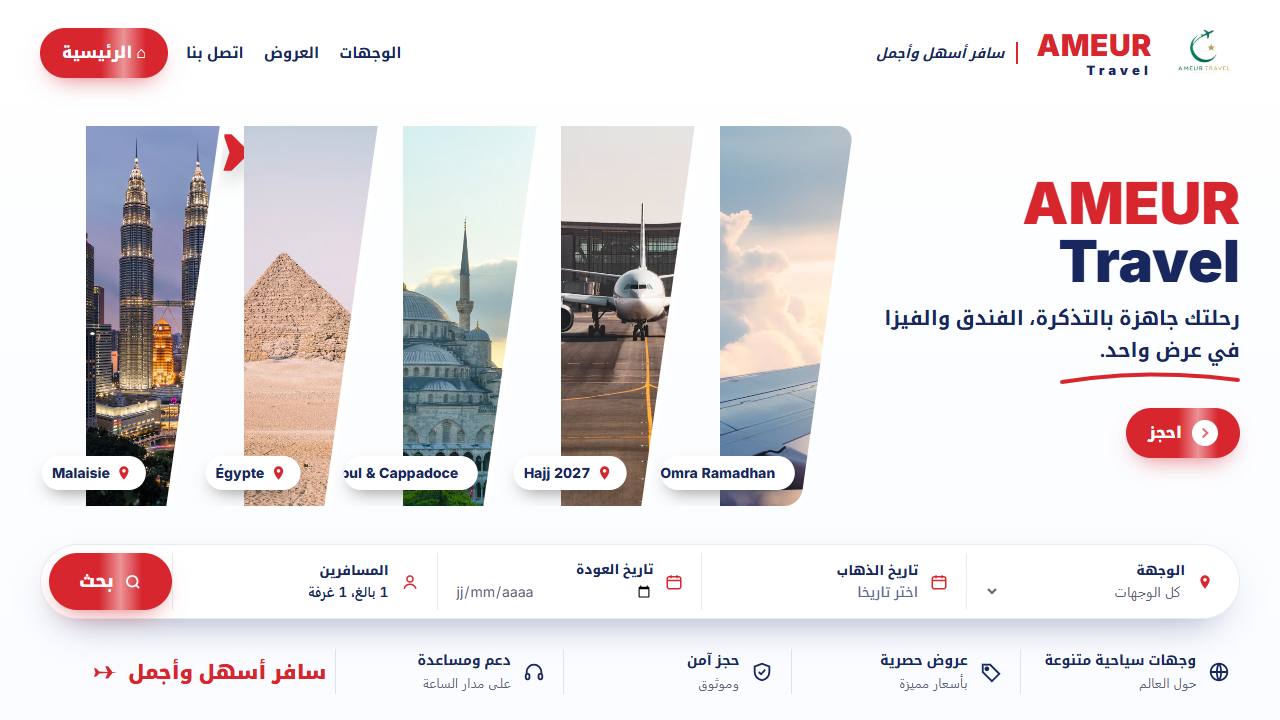 AMEUR TRAVEL
AMEUR
Travel
سافر أسهل وأجمل
الوجهات
العروض
اتصل بنا
الرئيسية
AMEUR
Travel
رحلتك جاهزة بالتذكرة، الفندق والفيزا
في عرض واحد.
احجز
Omra Ramadhan
Hajj 2027
oul & Cappadoce
Égypte
Malaisie
الوجهة
كل الوجهات
تاريخ الذهاب
اختر تاريخا
تاريخ العودة
jj/mm/aaaa
المسافرين
1 بالغ، 1 غرفة
بحث
وجهات سياحية متنوعة
حول العالم
عروض حصرية
بأسعار مميزة
حجز آمن
وموثوق
دعم ومساعدة
على مدار الساعة
سافر أسهل وأجمل